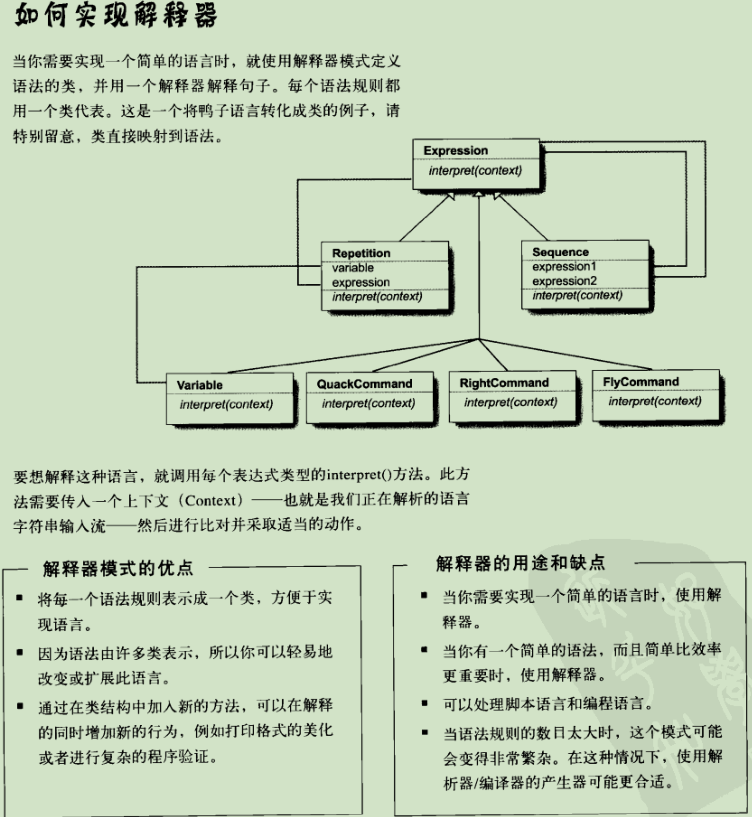 如何实现解释器
当你需要实现一个简单的语言时，就使用解释器模式定义
语法的类，并用一个解释器解释句子。每个语法规则都
用一个类代表。这是一个将鸭子语言转化成类的例子，请
特别留意，类直接映射到语法。
Expression
interpret(context)
Repetition
variable
expression
interpret(context)
Sequence
expression1
expression2
interpret(context)
Variable
interpret(context)
QuackCommand
interpret(context)
RightCommand
interpret(context)
FlyCommand
interpret(context)
要想解释这种语言，就调用每个表达式类型的interpret()方法。此方
法需要传入一个上下文（Context）——也就是我们正在解析的语言
字符串输入流——然后进行比对并采取适当的动作。
解释器模式的优点
■ 将每一个语法规则表示成一个类，方便于实
现语言。
■ 因为语法由许多类表示，所以你可以轻易地
改变或扩展此语言。
■ 通过在类结构中加入新的方法，可以在解释
的同时增加新的行为，例如打印格式的美化
或者进行复杂的程序验证。
解释器的用途和缺点
■ 当你需要实现一个简单的语言时，使用解
释器。
■ 当你有一个简单的语法，而且简单比效率
更重要时，使用解释器。
■ 可以处理脚本语言和编程语言。
■ 当语法规则的数目太大时，这个模式可能
会变得非常繁杂。在这种情况下，使用解
析器/编译器的产生器可能更合适。